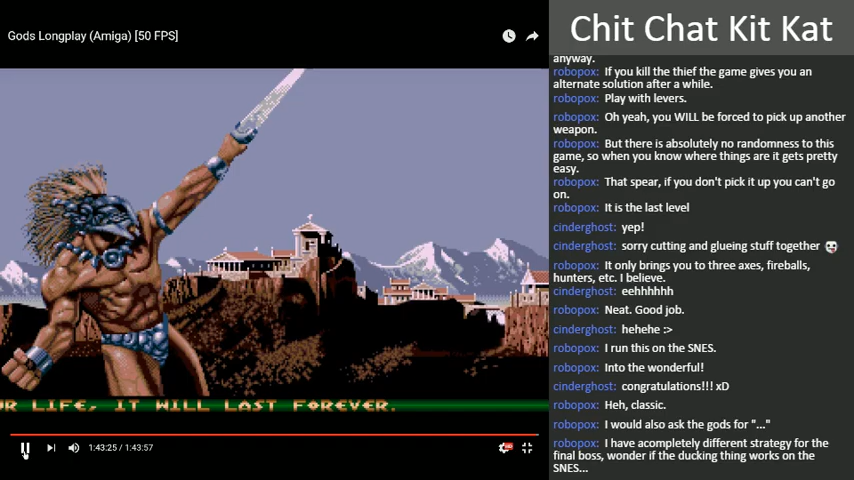 Gods Longplay (Amiga) [50 FPS]
Chit Chat Kit Kat
anyway.
robopox: If you kill the thief the game gives you an
alternate solution after a while.
robopox: Play with levers.
robopox: Oh yeah, you WILL be forced to pick up another
weapon.
robopox: But there is absolutely no randomness to this
game, so when you know where things are it gets pretty
easy.
robopox: That spear, if you don't pick it up you can't go
on.
robopox: It is the last level
cinderghost: yep!
cinderghost: sorry cutting and glueing stuff together
robopox: It only brings you to three axes, fireballs,
hunters, etc. I believe.
cinderghost: eehhhhhh
robopox: Neat. Good job.
cinderghost: hehehe :>
robopox: I run this on the SNES.
robopox: Into the wonderful!
cinderghost: congratulations!!! xD
robopox: Heh, classic.
robopox: I would also ask the gods for "..."
robopox: I have acompletely different strategy for the
final boss, wonder if the ducking thing works on the
SNES...
UR LIFE, IT WILL LAST FOREVER.
1:43:25 / 1:43:57